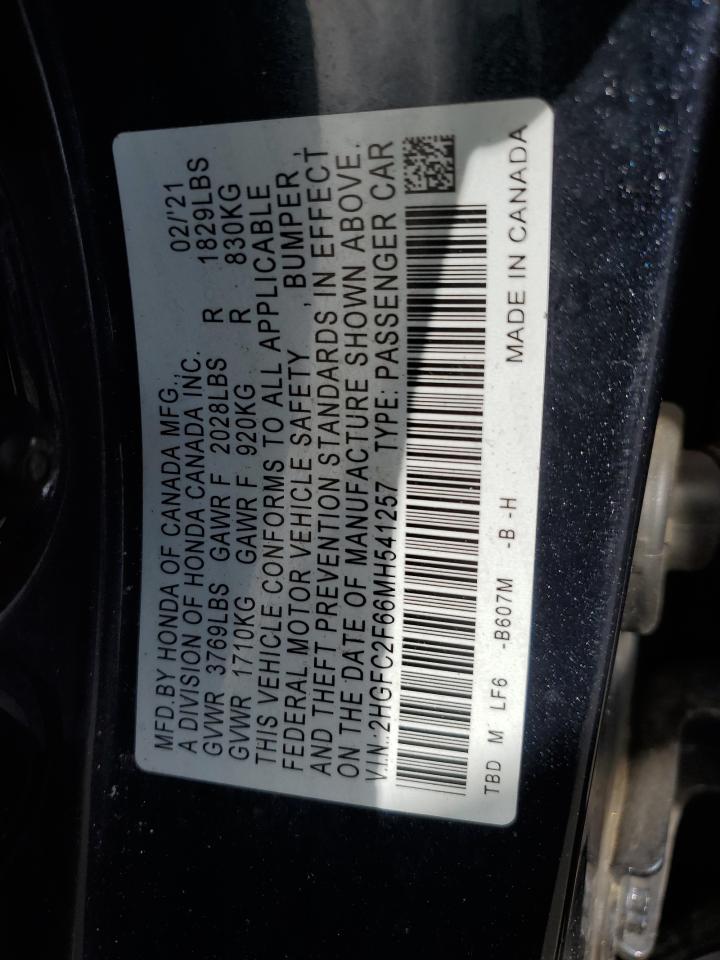 MFD.BY HONDA OF CANADA MFG., 02/'21
A DIVISION OF HONDA CANADA INC.
GVWR 3769LBS GAWR F 2028LBS R 1829LBS
GVWR 1710KG GAWR F 920KG R 830KG
THIS VEHICLE CONFORMS TO ALL APPLICABLE
FEDERAL MOTOR VEHICLE SAFETY , BUMPER ,
AND THEFT PREVENTION STANDARDS IN EFFECT
ON THE DATE OF MANUFACTURE SHOWN ABOVE.
V.I.N.:2HGFC2F66MH541257 TYPE: PASSENGER CAR
TBD M LF6 -B607M -B -H MADE IN CANADA